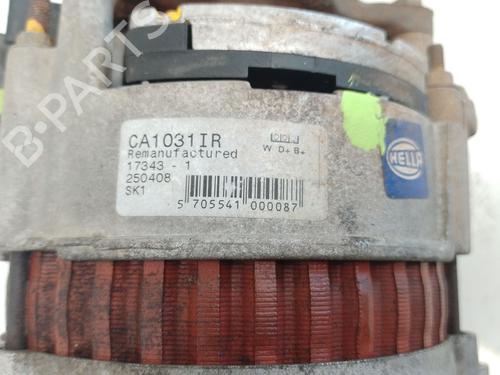 CA1031IR
Remanufactured
17343 - 1
250408
SK1
W D+ B+
5 705541 000087
HELLA
B-PARTS